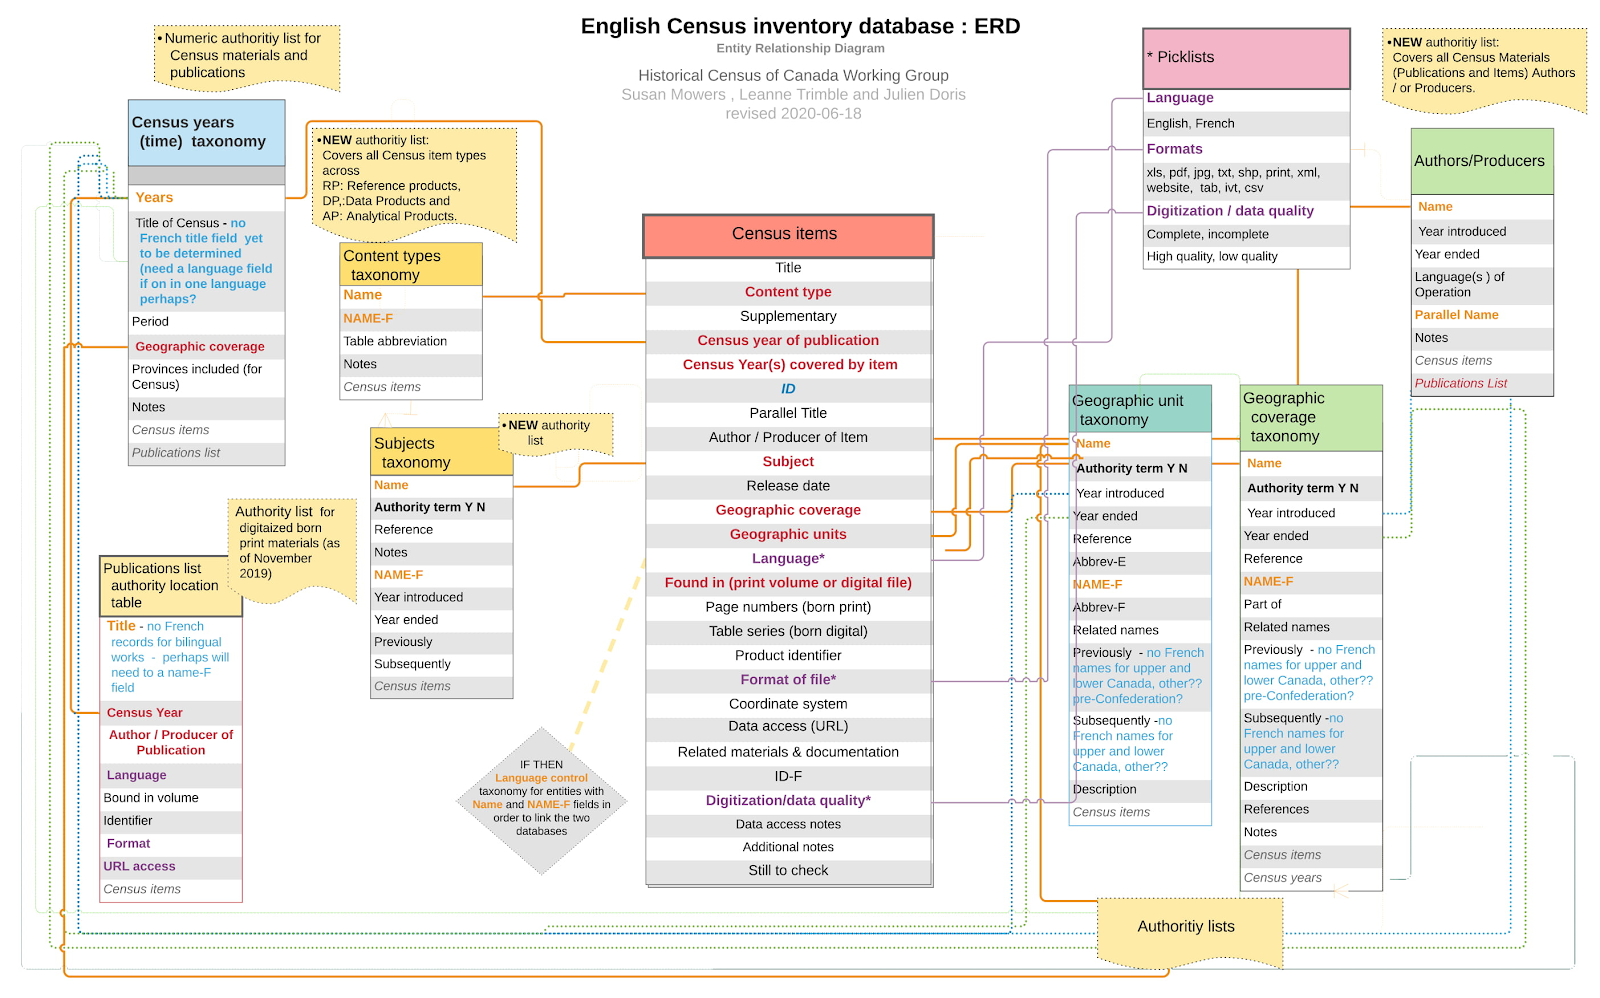 English Census inventory database : ERD
Entity Relationship Diagram
Historical Census of Canada Working Group
Susan Mowers , Leanne Trimble and Julien Doris
revised 2020-06-18
• Numeric authoritiy list for
Census materials and
publications
Census years
(time) taxonomy
Years
Title of Census - no
French title field yet
to be determined
(need a language field
if on in one language
perhaps?
Period
Geographic coverage
Provinces included (for
Census)
Notes
Census items
Publications list
•NEW authoritiy list:
Covers all Census item types
across
RP: Reference products,
DP,:Data Products and
AP: Analytical Products.
Content types
taxonomy
Name
NAME-F
Table abbreviation
Notes
Census items
• NEW authority
list
Subjects
taxonomy
Name
Authority term Y N
Reference
Notes
NAME-F
Year introduced
Year ended
Previously
Subsequently
Census items
Authority list for
digitaized born
print materials (as
of November
2019)
Publications list
authority location
table
Title - no French
records for bilingual
works - perhaps will
need to a name-F
field
Census Year
Author / Producer of
Publication
Language
Bound in volume
Identifier
Format
URL access
Census items
IF THEN
Language control
taxonomy for entities with
Name and NAME-F fields in
order to link the two
databases
Census items
Title
Content type
Supplementary
Census year of publication
Census Year(s) covered by item
ID
Parallel Title
Author / Producer of Item
Subject
Release date
Geographic coverage
Geographic units
Language*
Found in (print volume or digital file)
Page numbers (born print)
Table series (born digital)
Product identifier
Format of file*
Coordinate system
Data access (URL)
Related materials & documentation
ID-F
Digitization/data quality*
Data access notes
Additional notes
Still to check
* Picklists
Language
English, French
Formats
xls, pdf, jpg, txt, shp, print, xml,
website, tab, ivt, csv
Digitization / data quality
Complete, incomplete
High quality, low quality
•NEW authoritiy list:
Covers all Census Materials
(Publications and Items) Authors
/ or Producers.
Authors/Producers
Name
Year introduced
Year ended
Language(s ) of
Operation
Parallel Name
Notes
Census items
Publications List
Geographic unit
taxonomy
Name
Authority term Y N
Year introduced
Year ended
Reference
Abbrev-E
NAME-F
Abbrev-F
Related names
Previously - no French
names for upper and
lower Canada, other??
pre-Confederation?
Subsequently -no
French names for
upper and lower
Canada, other??
Description
Census items
Geographic
coverage
taxonomy
Name
Authority term Y N
Year introduced
Year ended
Reference
NAME-F
Part of
Related names
Previously - no French
names for upper and
lower Canada, other??
pre-Confederation?
Subsequently -no
French names for
upper and lower
Canada, other??
Description
References
Notes
Census items
Census years
Authoritiy lists